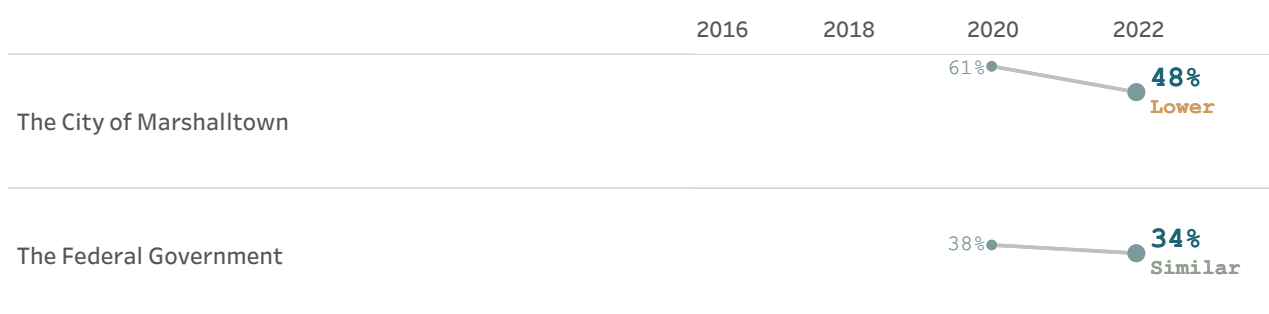 2016 2018 2020 2022
61%
48%
Lower
The City of Marshalltown
38%
34%
Similar
The Federal Government